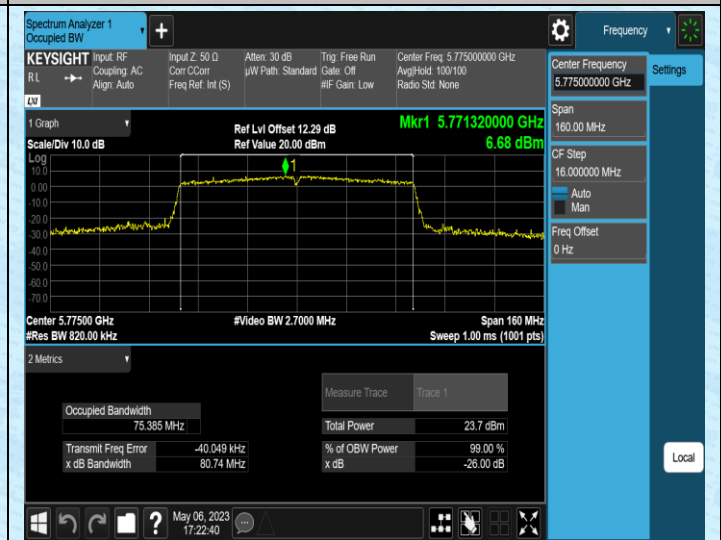 Spectrum Analyzer 1
Occupied BW
Frequency
KEYSIGHT
R L
LXI
Input: RF
Coupling: AC
Align: Auto
Input Z: 50 Ω
Corr CCorr
Freq Ref: Int (S)
Atten: 30 dB
µW Path: Standard
Trig: Free Run
Gate: Off
#IF Gain: Low
Center Freq: 5.775000000 GHz
Avg|Hold: 100/100
Radio Std: None
Center Frequency
5.775000000 GHz
Settings
Span
160.00 MHz
CF Step
16.000000 MHz
Auto
Man
Freq Offset
0 Hz
Local
1 Graph
Scale/Div 10.0 dB
Ref Lvl Offset 12.29 dB
Ref Value 20.00 dBm
Mkr1 5.771320000 GHz
6.68 dBm
Log
10.0
0.00
-10.0
-20.0
-30.0
-40.0
-50.0
-60.0
-70.0
1
Center 5.77500 GHz
#Res BW 820.00 kHz
#Video BW 2.7000 MHz
Span 160 MHz
Sweep 1.00 ms (1001 pts)
2 Metrics
Measure Trace
Trace 1
Occupied Bandwidth
75.385 MHz
Total Power
23.7 dBm
Transmit Freq Error
-40.049 kHz
% of OBW Power
99.00 %
x dB Bandwidth
80.74 MHz
x dB
-26.00 dB
?
May 06, 2023
17:22:40